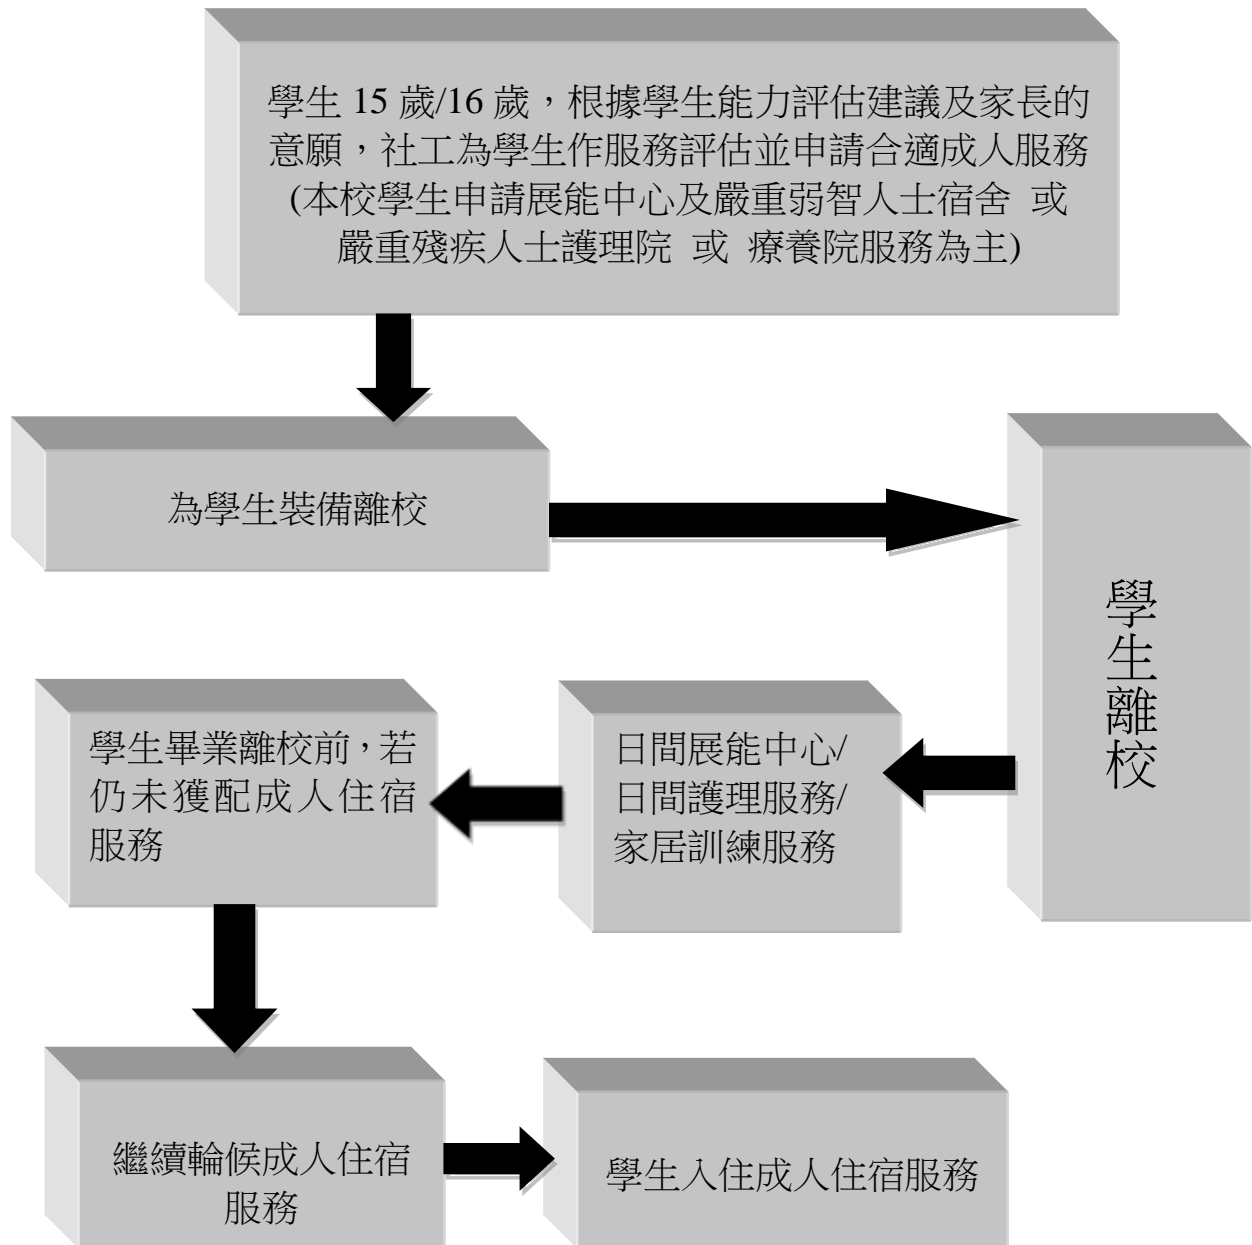 學生 15 歲/16 歲，根據學生能力評估建議及家長的
意願，社工為學生作服務評估並申請合適成人服務
(本校學生申請展能中心及嚴重弱智人士宿舍 或
嚴重殘疾人士護理院 或 療養院服務為主)
為學生裝備離校
學生離校
日間展能中心/
日間護理服務/
家居訓練服務
學生畢業離校前，若
仍未獲配成人住宿
服務
繼續輪候成人住宿
服務
學生入住成人住宿服務